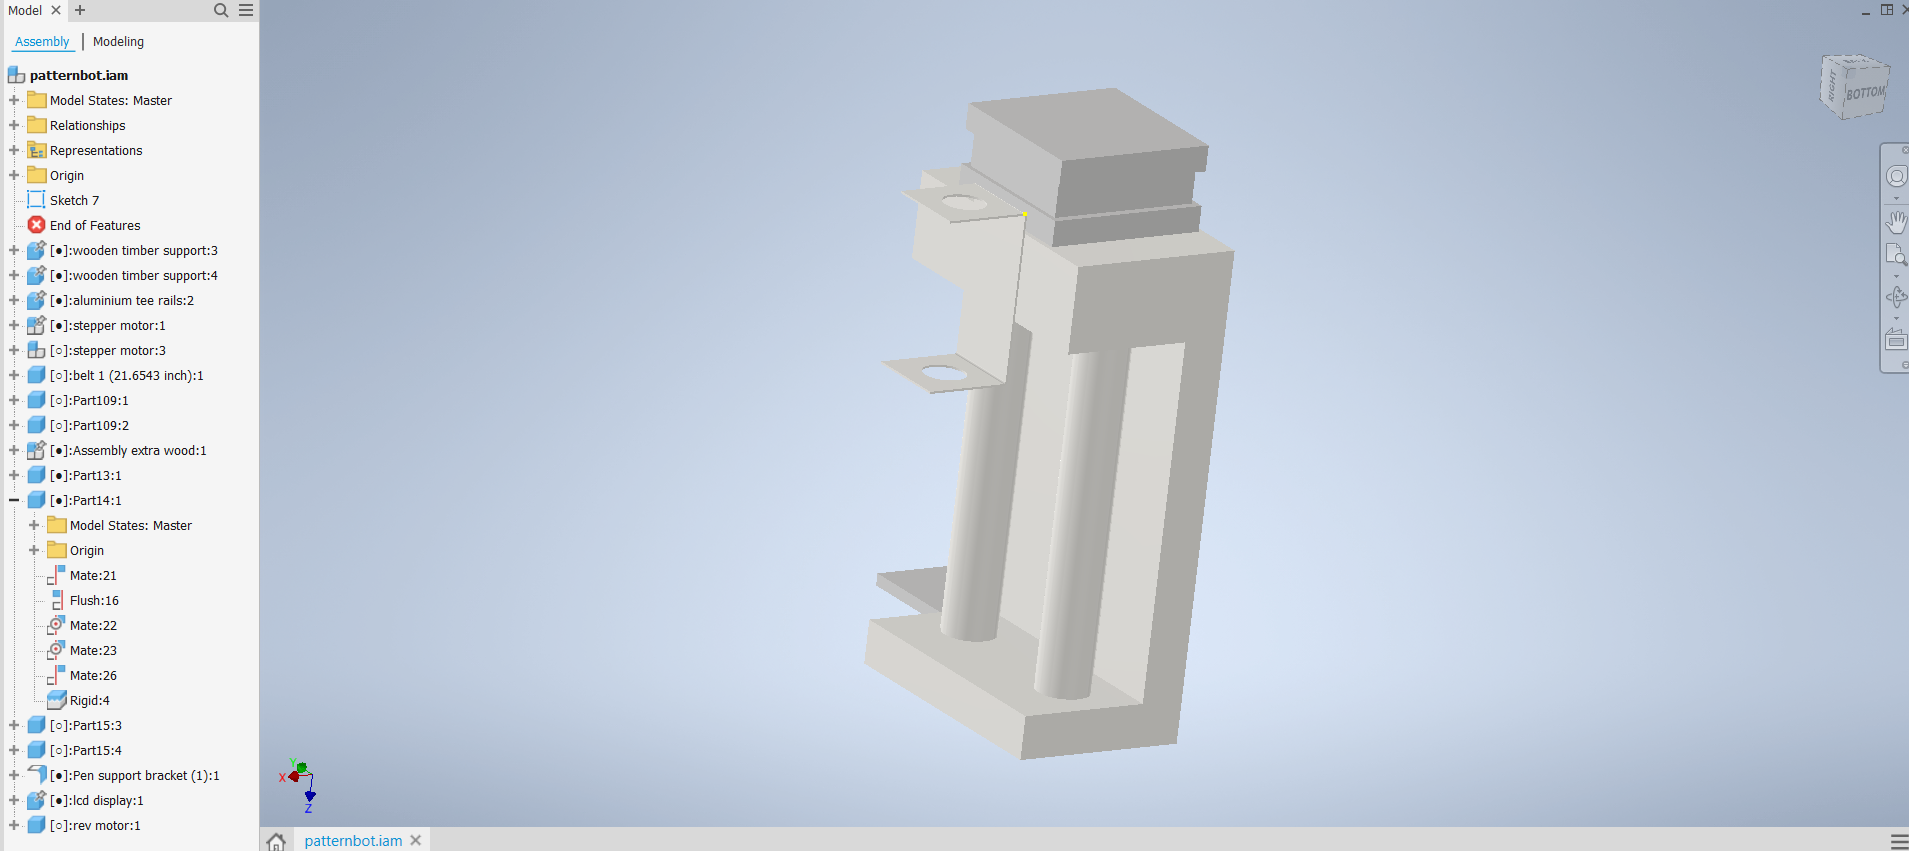 Model
Assembly | Modeling
patternbot.iam
Model States: Master
Relationships
Representations
Origin
Sketch 7
End of Features
[●]:wooden timber support:3
[●]:wooden timber support:4
[●]:aluminium tee rails:2
[●]:stepper motor:1
[○]:stepper motor:3
[○]:belt 1 (21.6543 inch):1
[○]:Part109:1
[○]:Part109:2
[●]:Assembly extra wood:1
[●]:Part13:1
[●]:Part14:1
Model States: Master
Origin
Mate:21
Flush:16
Mate:22
Mate:23
Mate:26
Rigid:4
[○]:Part15:3
[○]:Part15:4
[●]:Pen support bracket (1):1
[●]:lcd display:1
[○]:rev motor:1
RIGHT
BOTTOM
Y
X
Z
patternbot.iam